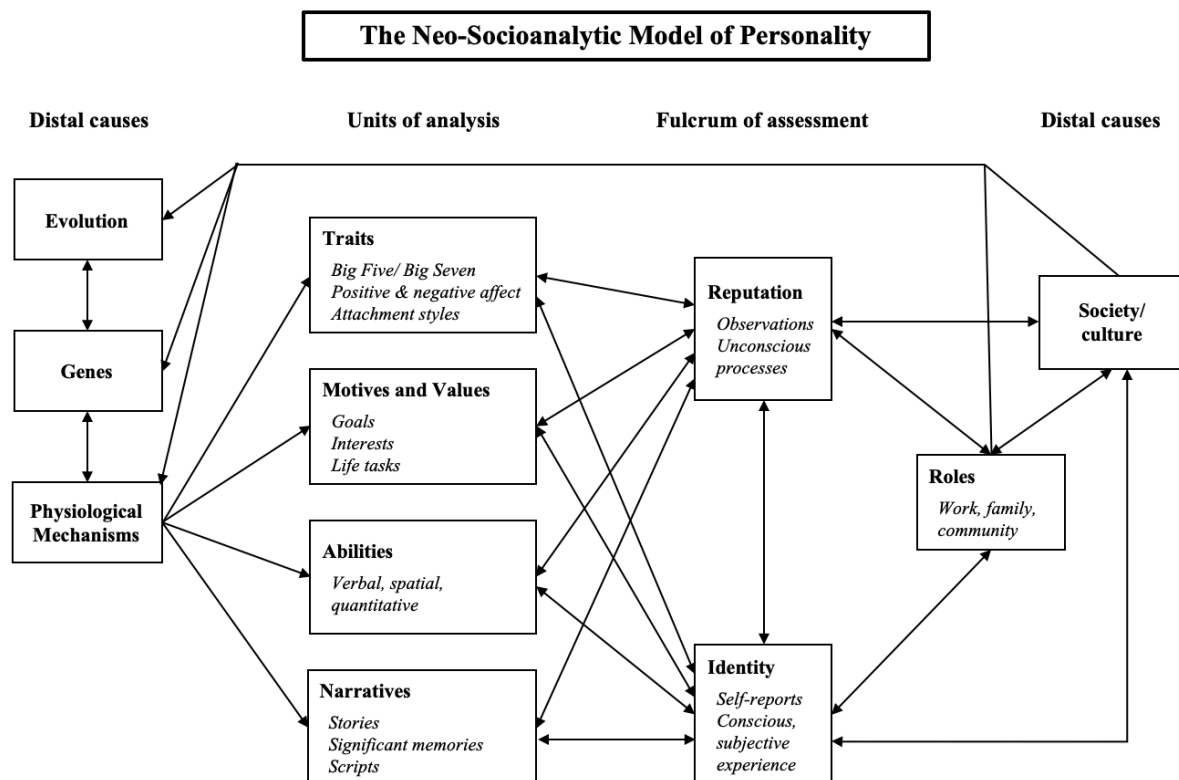 The Neo-Socioanalytic Model of Personality
Distal causes
Units of analysis
Fulcrum of assessment
Distal causes
Evolution
Genes
Physiological
Mechanisms
Traits
Big Five/ Big Seven
Positive & negative affect
Attachment styles
Motives and Values
Goals
Interests
Life tasks
Abilities
Verbal, spatial,
quantitative
Narratives
Stories
Significant memories
Scripts
Reputation
Observations
Unconscious
processes
Identity
Self-reports
Conscious,
subjective
experience
Society/
culture
Roles
Work, family,
community